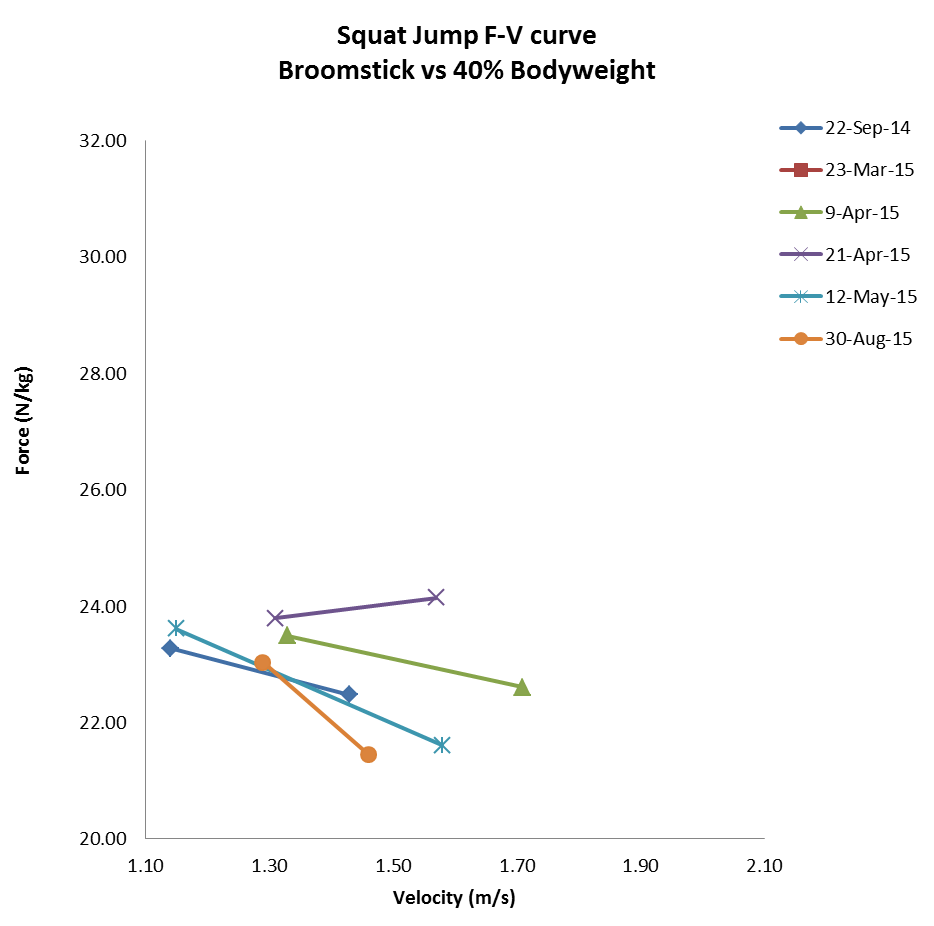 Squat Jump F-V curve
Broomstick vs 40% Bodyweight
22-Sep-14
23-Mar-15
9-Apr-15
21-Apr-15
12-May-15
30-Aug-15
32.00
30.00
28.00
26.00
24.00
22.00
20.00
Force (N/kg)
1.10 1.30 1.50 1.70 1.90 2.10
Velocity (m/s)